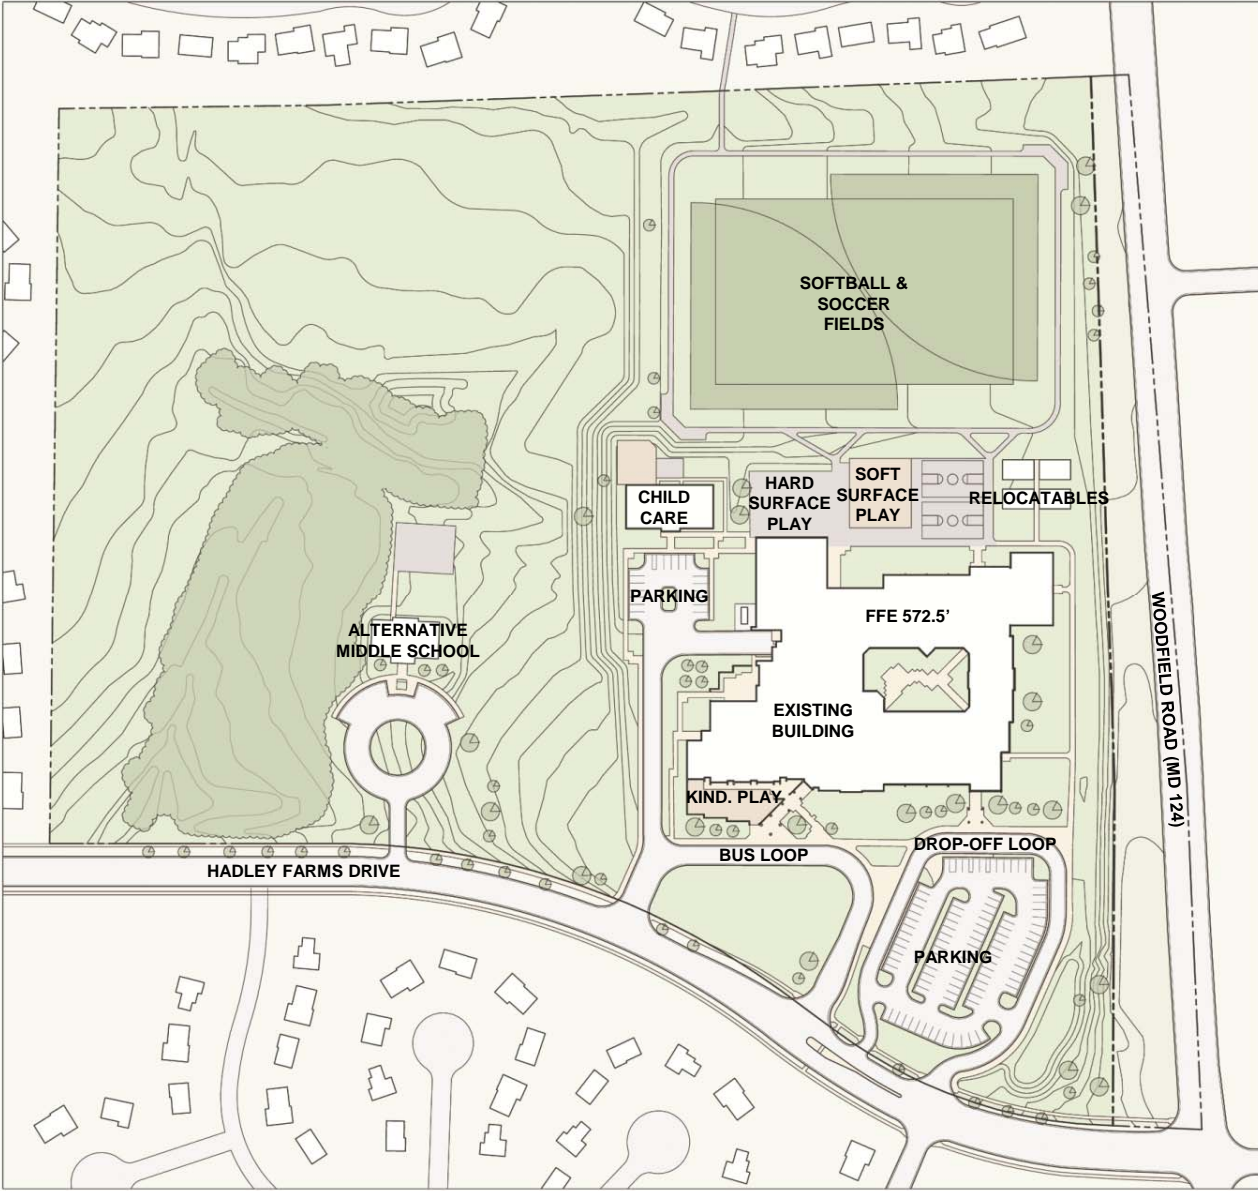 SOFTBALL &
SOCCER
FIELDS
CHILD
CARE
HARD
SURFACE
PLAY
SOFT
SURFACE
PLAY
RELOCATABLES
PARKING
FFE 572.5’
ALTERNATIVE
MIDDLE SCHOOL
WOODFIELD ROAD (MD 124)
EXISTING
BUILDING
KIND. PLAY
BUS LOOP
DROP-OFF LOOP
HADLEY FARMS DRIVE
PARKING